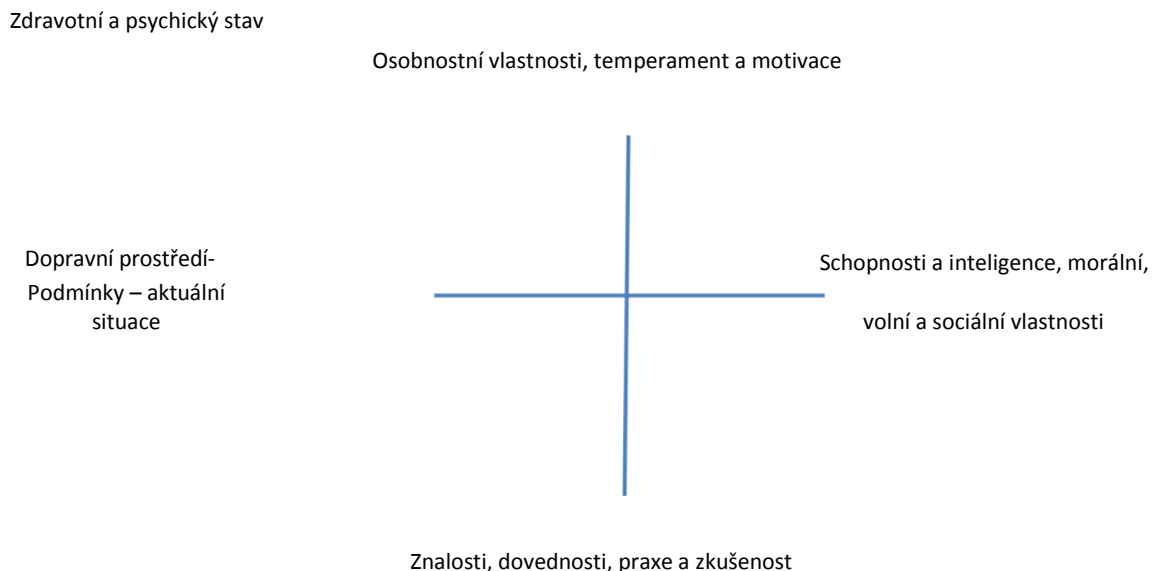 Zdravotní a psychický stav
Osobnostní vlastnosti, temperament a motivace
Dopravní prostředí-
Podmínky – aktuální
situace
Schopnosti a inteligence, morální,
volní a sociální vlastnosti
Znalosti, dovednosti, praxe a zkušenost